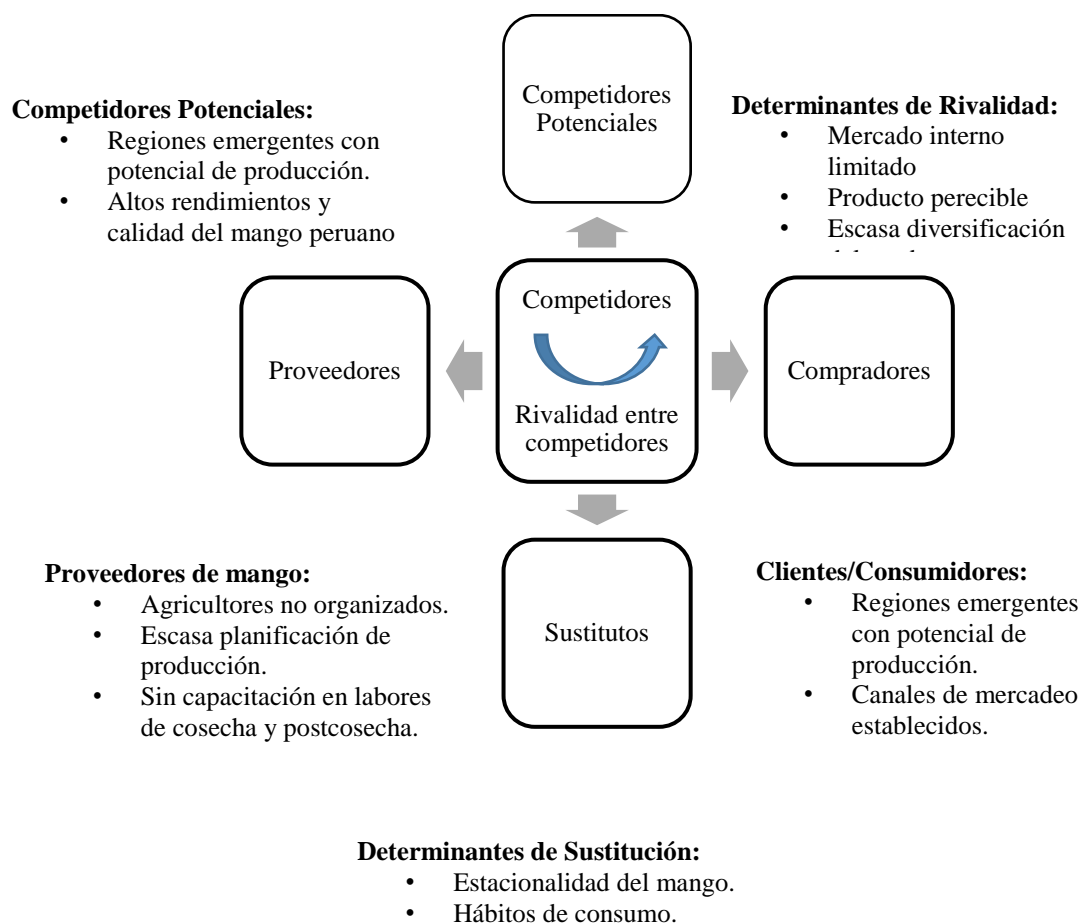 Competidores
Potenciales
Competidores Potenciales:
• Regiones emergentes con
potencial de producción.
• Altos rendimientos y
calidad del mango peruano
Determinantes de Rivalidad:
• Mercado interno
limitado
• Producto perecible
• Escasa diversificación
Proveedores
Competidores
Rivalidad entre
competidores
Compradores
Proveedores de mango:
• Agricultores no organizados.
• Escasa planificación de
producción.
• Sin capacitación en labores
de cosecha y postcosecha.
Sustitutos
Clientes/Consumidores:
• Regiones emergentes
con potencial de
producción.
• Canales de mercadeo
establecidos.
Determinantes de Sustitución:
• Estacionalidad del mango.
• Hábitos de consumo.